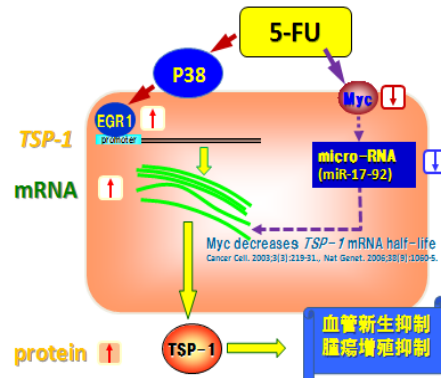 5-FU
P38
Myc
EGR1
promoter
TSP-1
micro-RNA
(miR-17-92)
mRNA
Myc decreases TSP-1 mRNA half-life
Cancer Cell. 2003;3(3):219-31., Nat Genet. 2006;38(9):1060-5.
血管新生抑制
腫瘍増殖抑制
protein
TSP-1